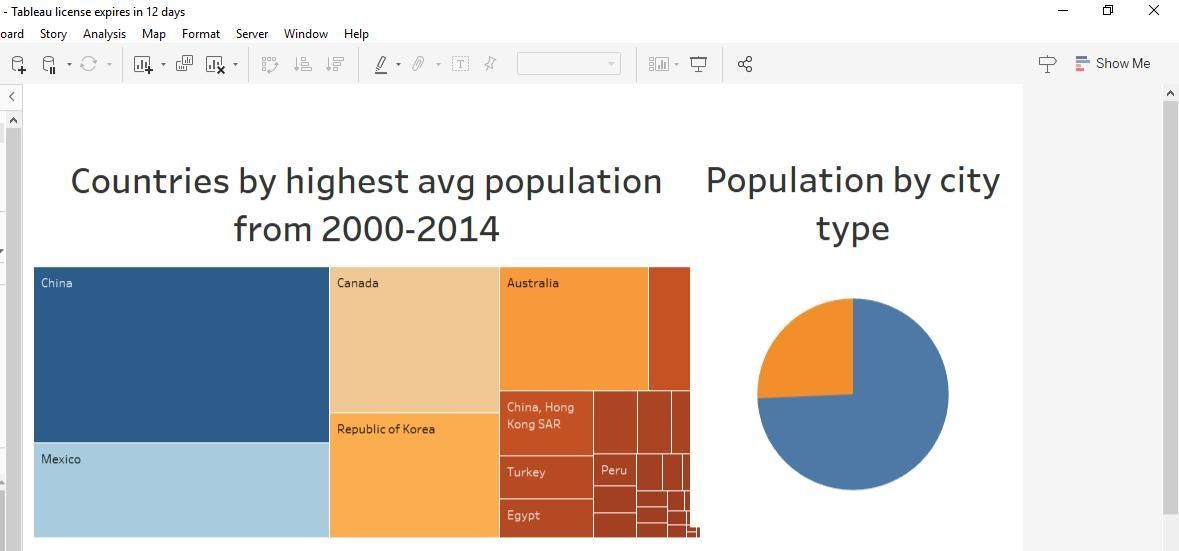 - Tableau license expires in 12 days
oard Story Analysis Map Format Server Window Help
Show Me
Countries by highest avg population
from 2000-2014
Population by city
type
China
Canada
Australia
Mexico
Republic of Korea
China, Hong
Kong SAR
Turkey
Peru
Egypt